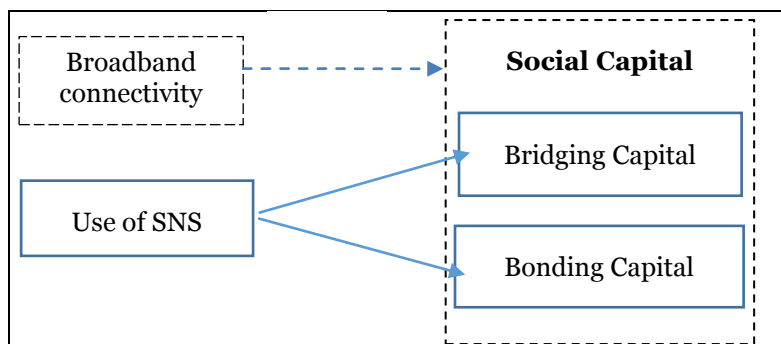 Broadband
connectivity
Social Capital
Bridging Capital
Use of SNS
Bonding Capital